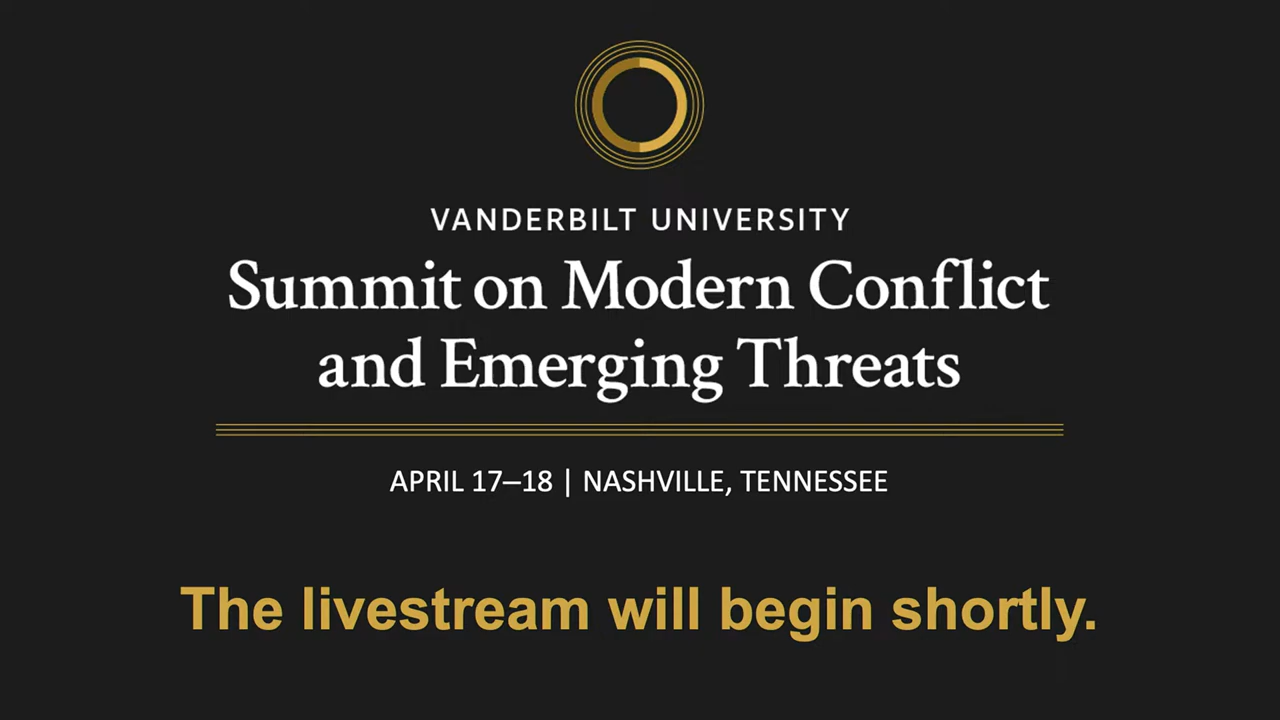 VANDERBILT UNIVERSITY
Summit on Modern Conflict
and Emerging Threats
APRIL 17–18 | NASHVILLE, TENNESSEE
The livestream will begin shortly.